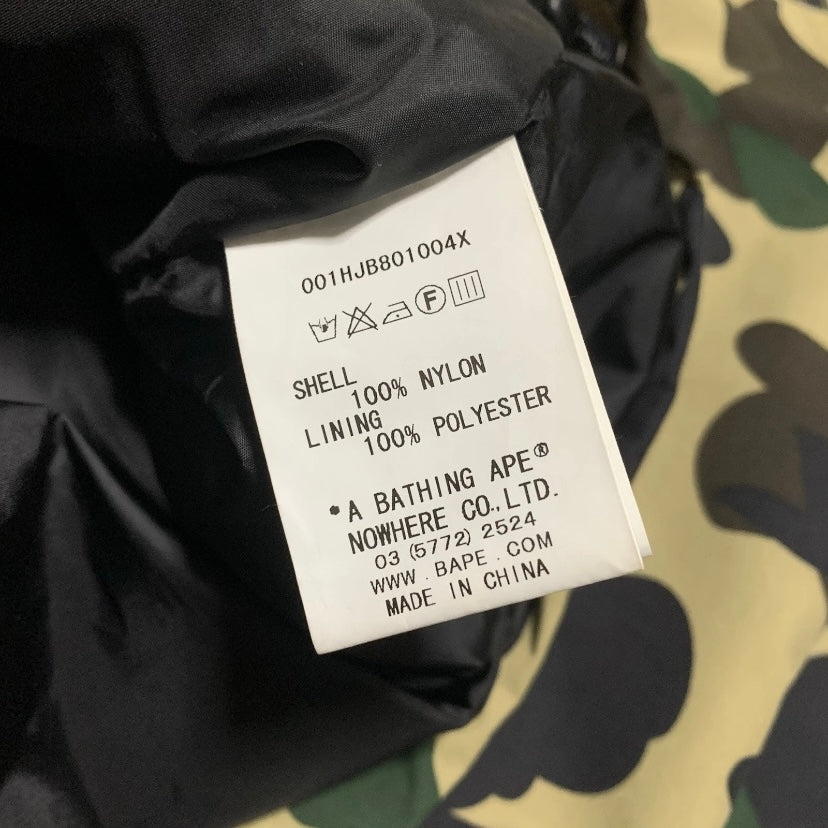 001HJB801004X
F
SHELL
100% NYLON
LINING
100% POLYESTER
*A BATHING APE®
NOWHERE CO., LTD.
03 (5772) 2524
WWW . BAPE . COM
MADE IN CHINA